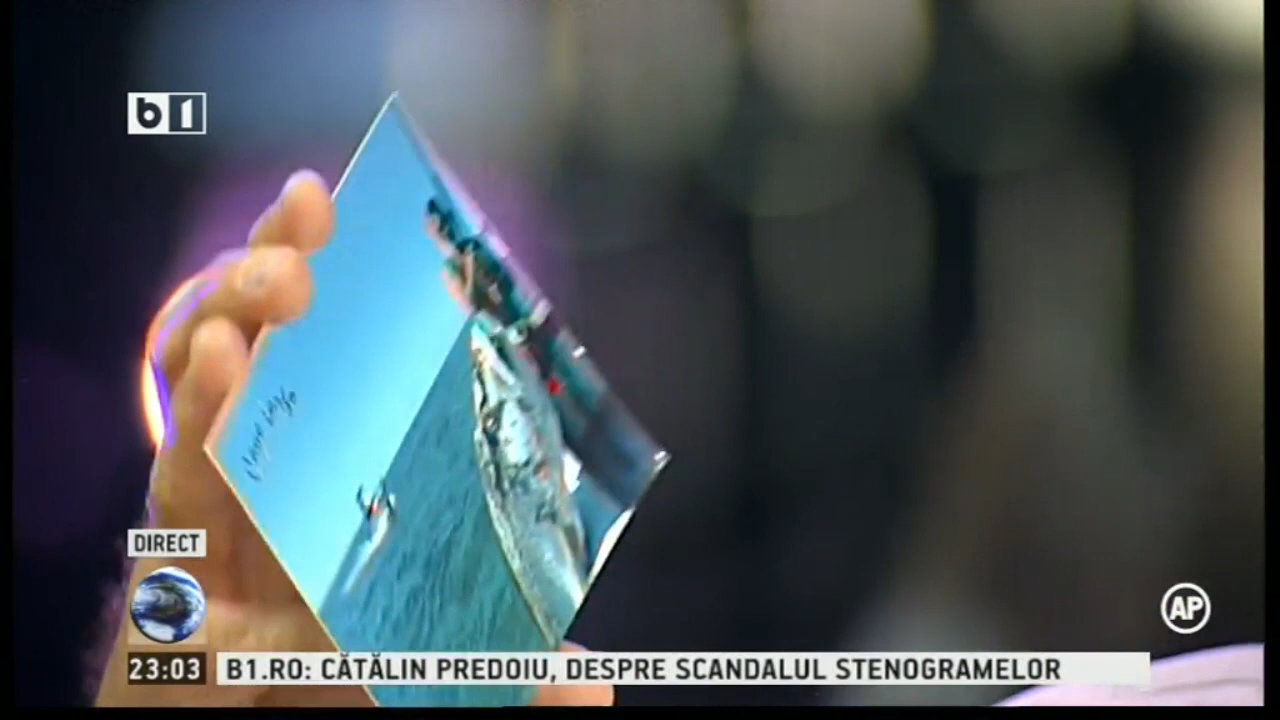 b1
DIRECT
23:03 B1.RO: CĂTĂLIN PREDOIU, DESPRE SCANDALUL STENOGRAMELOR
AP